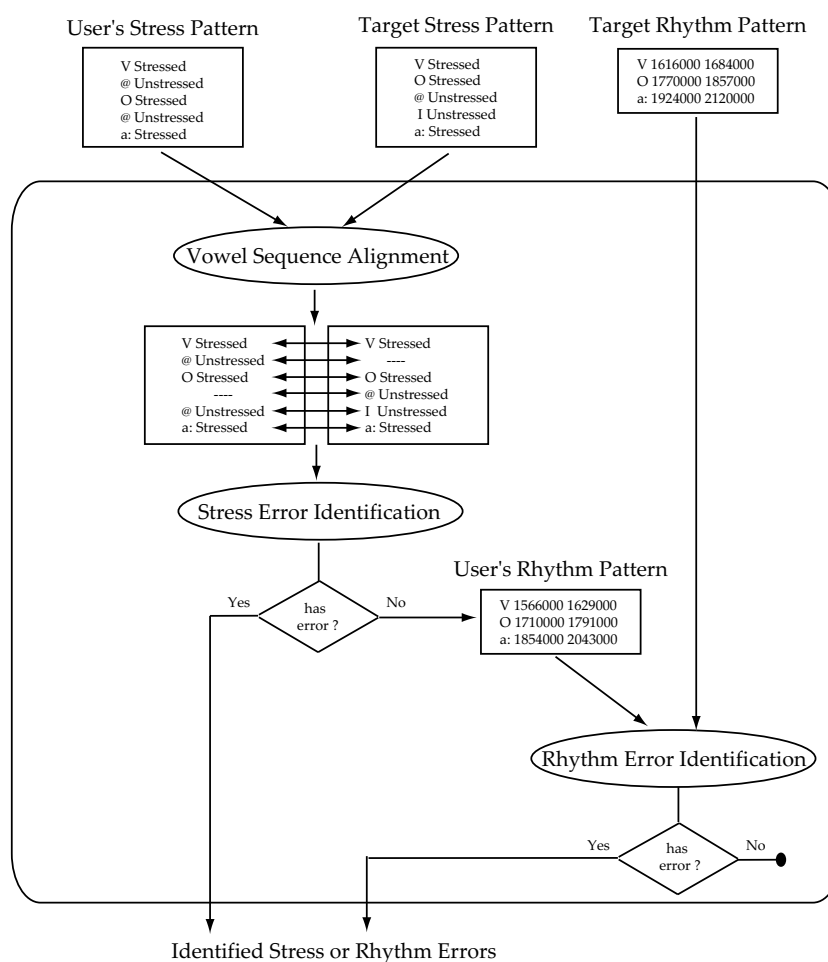 User's Stress Pattern
V Stressed
@ Unstressed
O Stressed
@ Unstressed
a: Stressed
Target Stress Pattern
V Stressed
O Stressed
@ Unstressed
I Unstressed
a: Stressed
Target Rhythm Pattern
V 1616000 1684000
O 1770000 1857000
a: 1924000 2120000
Vowel Sequence Alignment
V Stressed
@ Unstressed
O Stressed
----
@ Unstressed
a: Stressed
V Stressed
----
O Stressed
@ Unstressed
I Unstressed
a: Stressed
Stress Error Identification
Yes
has
error ?
No
User's Rhythm Pattern
V 1566000 1629000
O 1710000 1791000
a: 1854000 2043000
Rhythm Error Identification
Yes
has
error ?
No
Identified Stress or Rhythm Errors